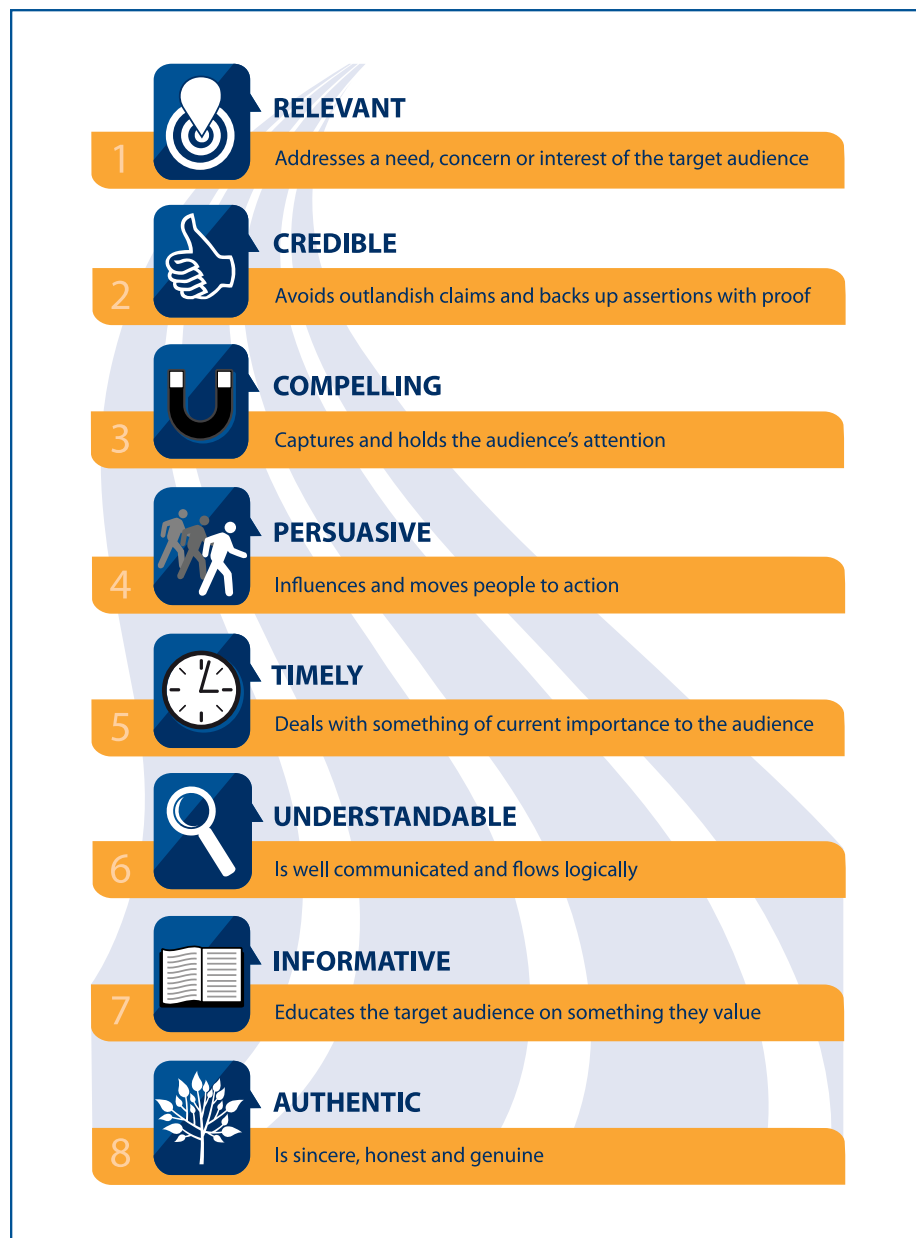 RELEVANT
1
Addresses a need, concern or interest of the target audience
CREDIBLE
2
Avoids outlandish claims and backs up assertions with proof
COMPELLING
3
Captures and holds the audience’s attention
PERSUASIVE
4
Influences and moves people to action
TIMELY
5
Deals with something of current importance to the audience
UNDERSTANDABLE
6
Is well communicated and flows logically
INFORMATIVE
7
Educates the target audience on something they value
AUTHENTIC
8
Is sincere, honest and genuine